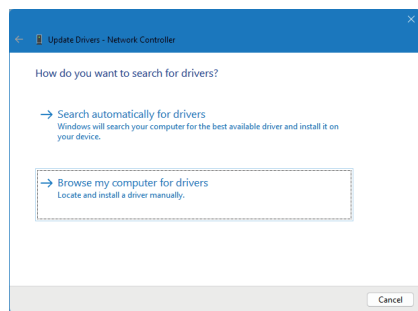 Update Drivers - Network Controller
How do you want to search for drivers?
Search automatically for drivers
Windows will search your computer for the best available driver and install it on
your device.
Browse my computer for drivers
Locate and install a driver manually.
Cancel